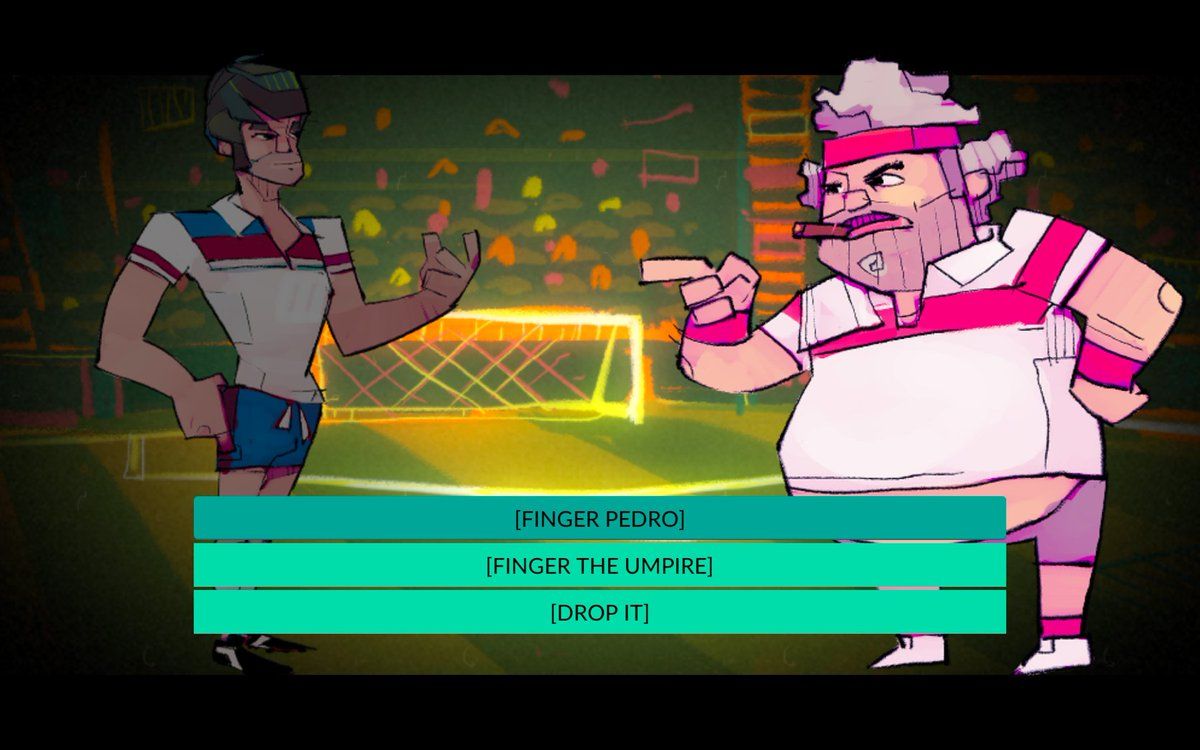 [FINGER PEDRO]
[FINGER THE UMPIRE]
[DROP IT]